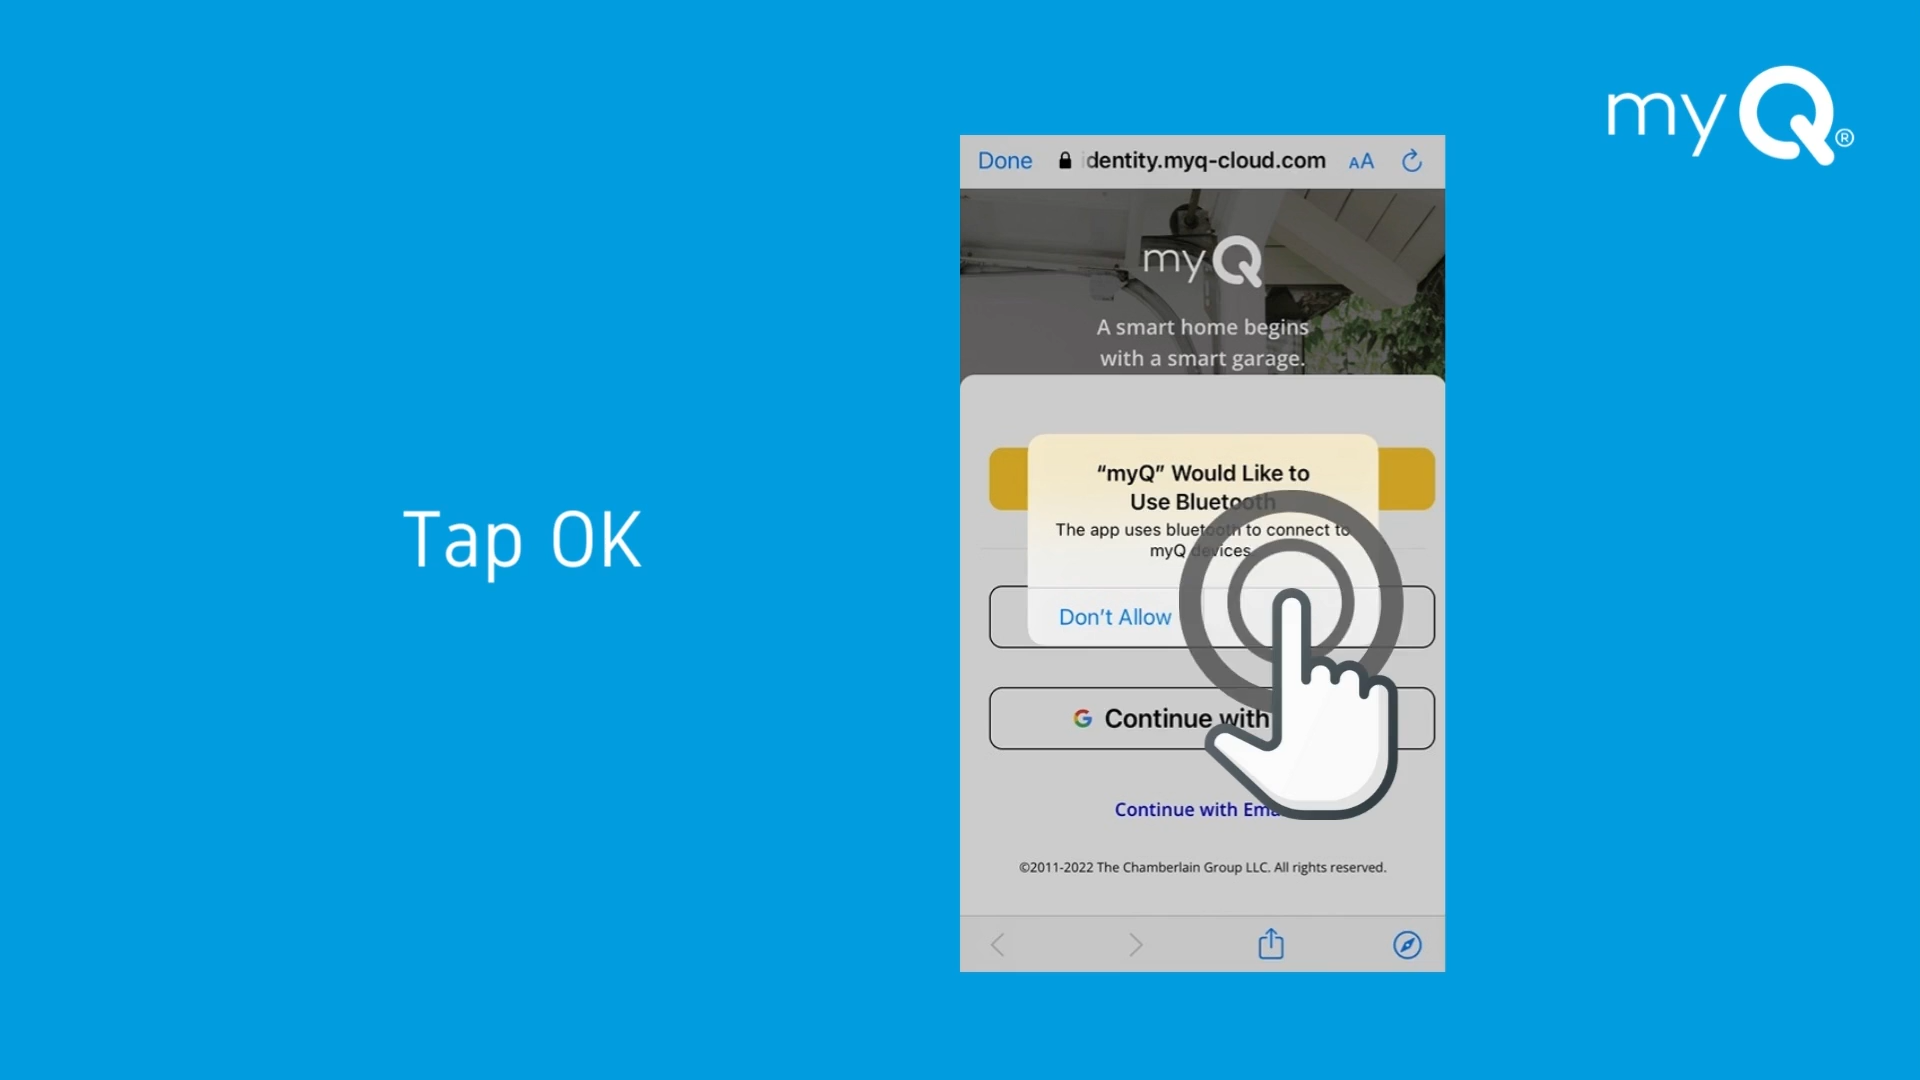 myQ®
Tap OK
Done
identity.myq-cloud.com
AA
myQ
A smart home begins
with a smart garage.
“myQ” Would Like to
Use Bluetooth
The app uses bluetooth to connect to
myQ devices
Don’t Allow
Continue with
Continue with Email
©2011-2022 The Chamberlain Group LLC. All rights reserved.